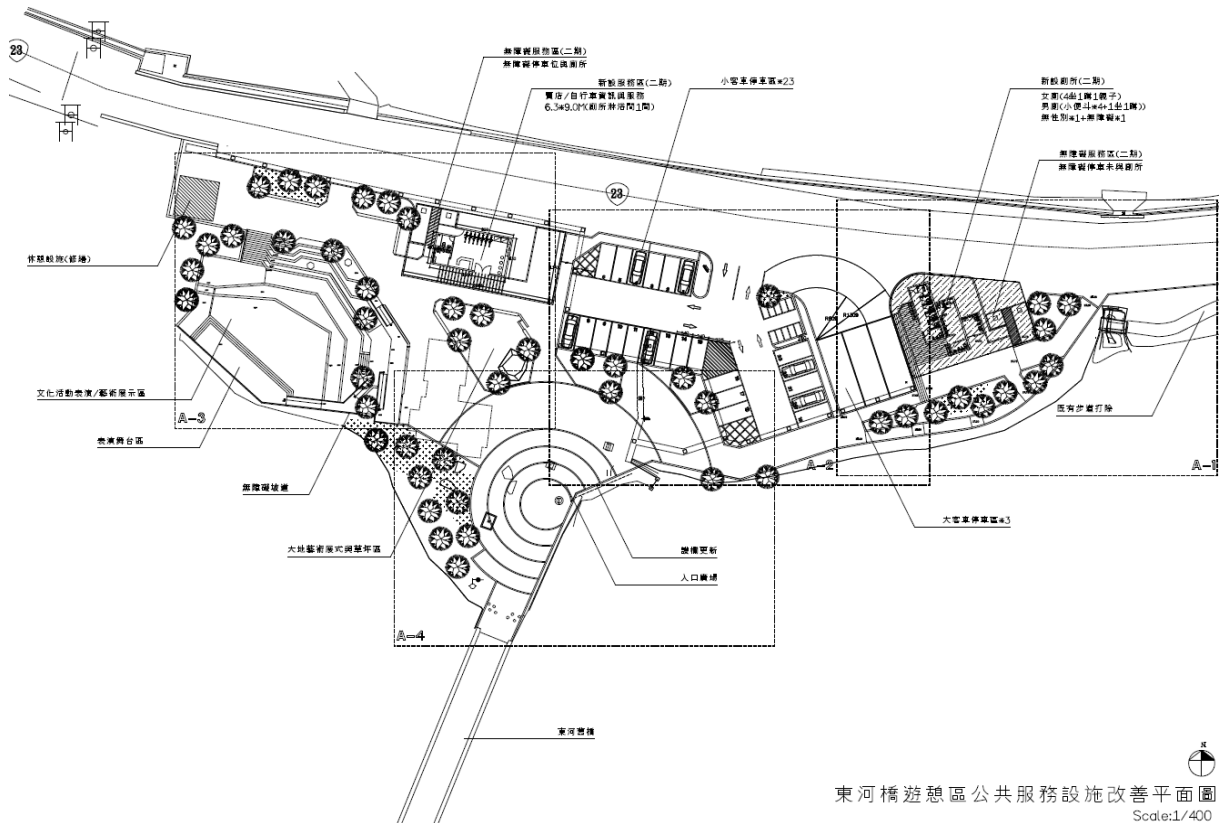 23
無障礙服務區(二期)
無障礙停車位與廁所
新設服務區(二期)
賣店/自行車資訊與服務
6.3*9.0M(廁所淋浴間1間)
小客車停車區*23
新設廁所(二期)
女廁(4坐1蹲1親子)
男廁(小便斗*4+1坐1蹲))
無性別*1+無障礙*1
無障礙服務區(二期)
無障礙停車未與廁所
23
休憩設施(修繕)
文化活動表演/藝術展示區
A-3
表演舞台區
無障礙坡道
大地藝術展式與草坪區
A-2
A-1
既有步道打除
大客車停車區*3
護欄更新
入口廣場
A-4
東河舊橋
N
東河橋遊憩區公共服務設施改善平面圖
Scale:1/400